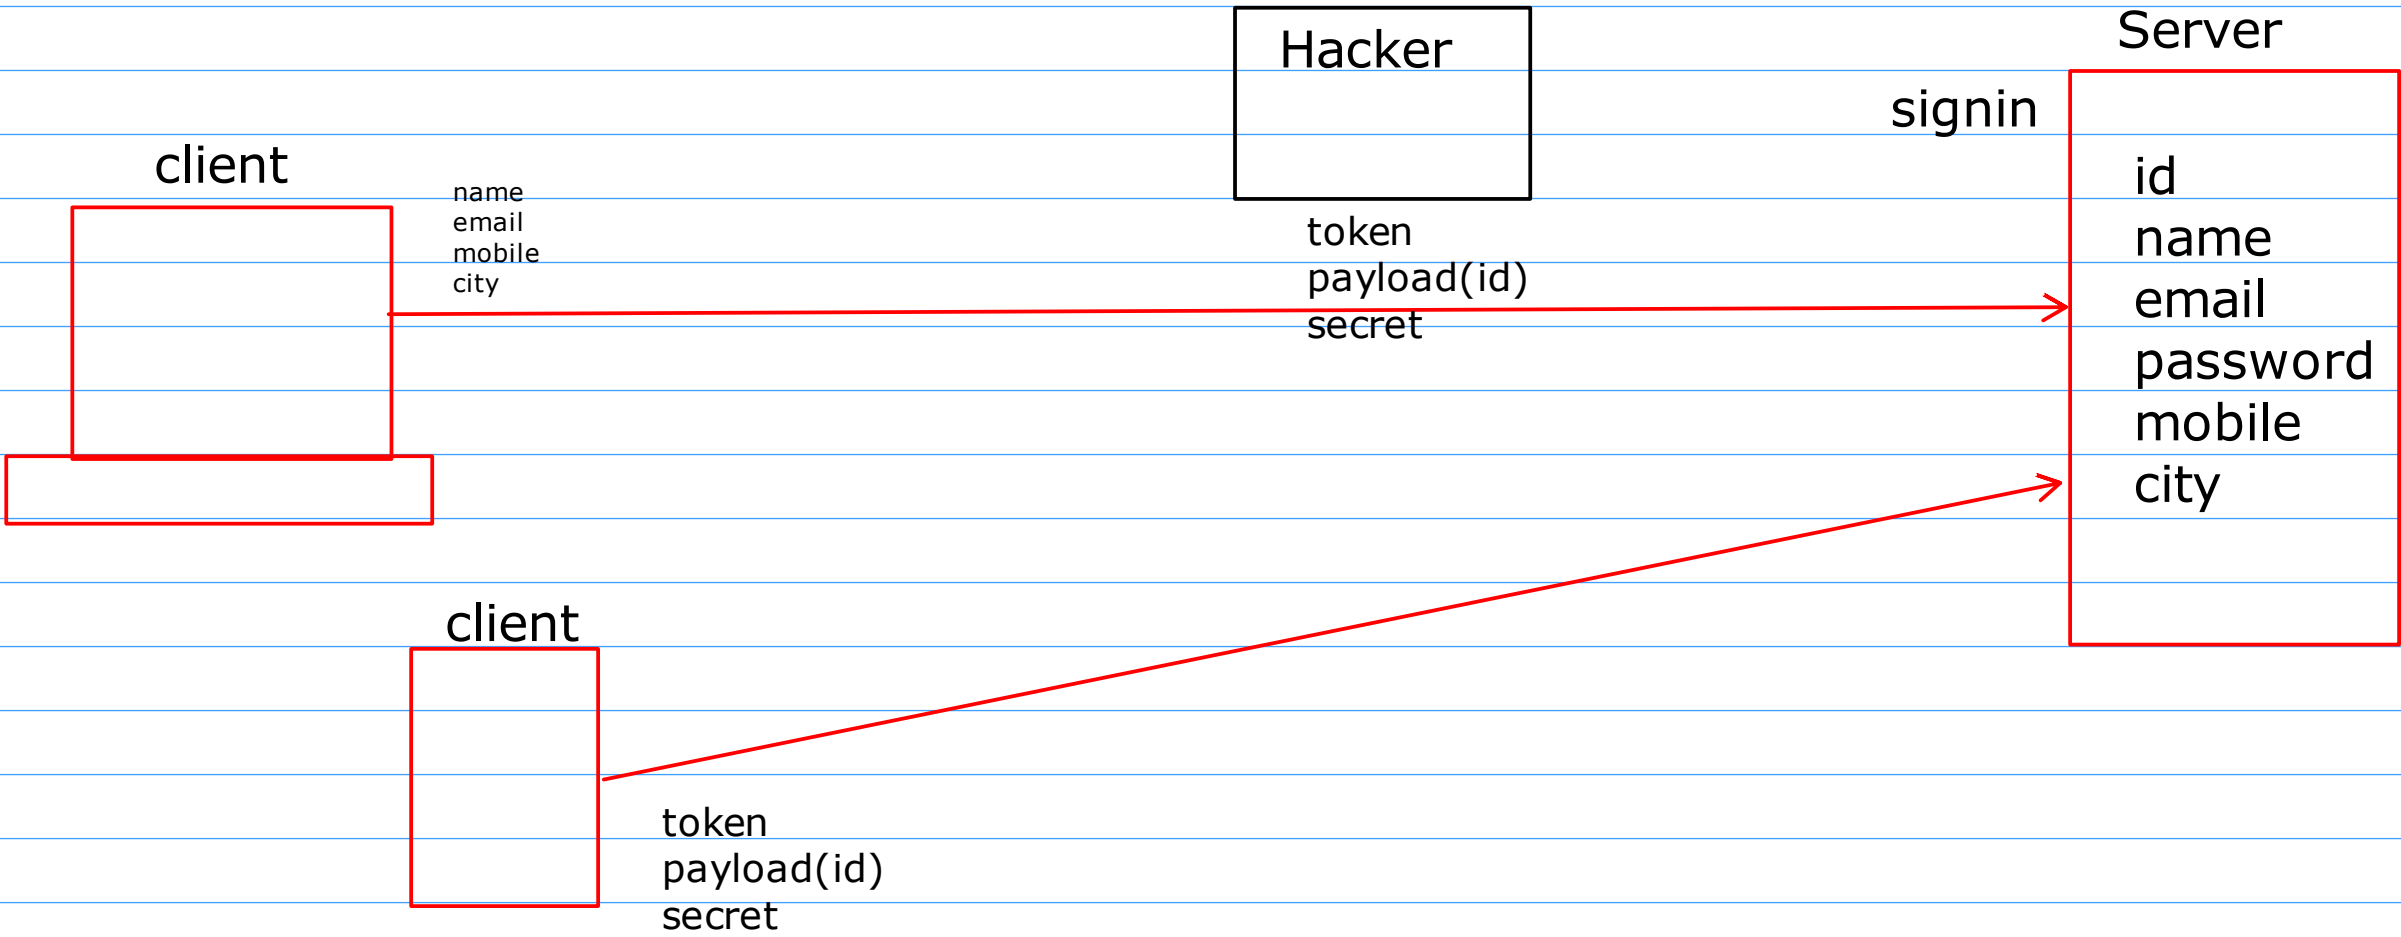 Hacker
Server
signin
client
name
email
mobile
city
token
payload(id)
secret
id
name
email
password
mobile
city
client
token
payload(id)
secret